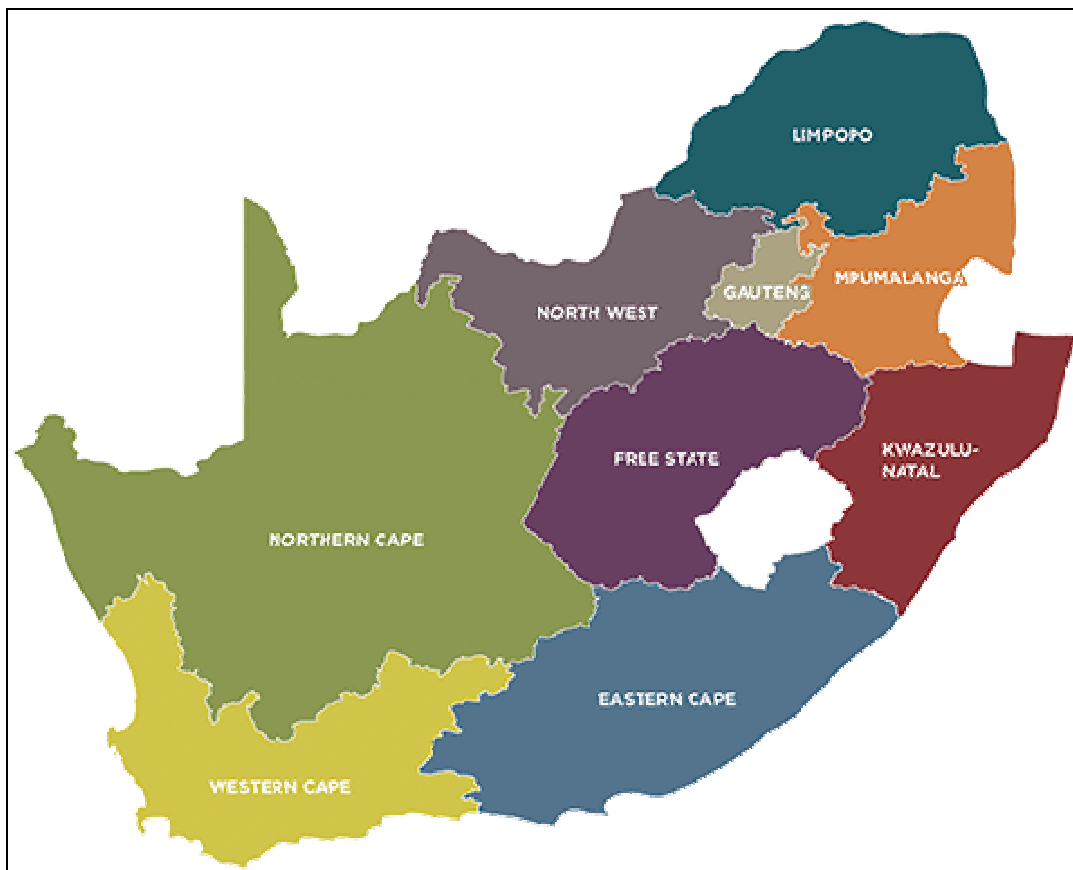 LIMPOPO
MPUMALANGA
GAUTENG
NORTH WEST
KWAZULU-
NATAL
FREE STATE
NORTHERN CAPE
EASTERN CAPE
WESTERN CAPE